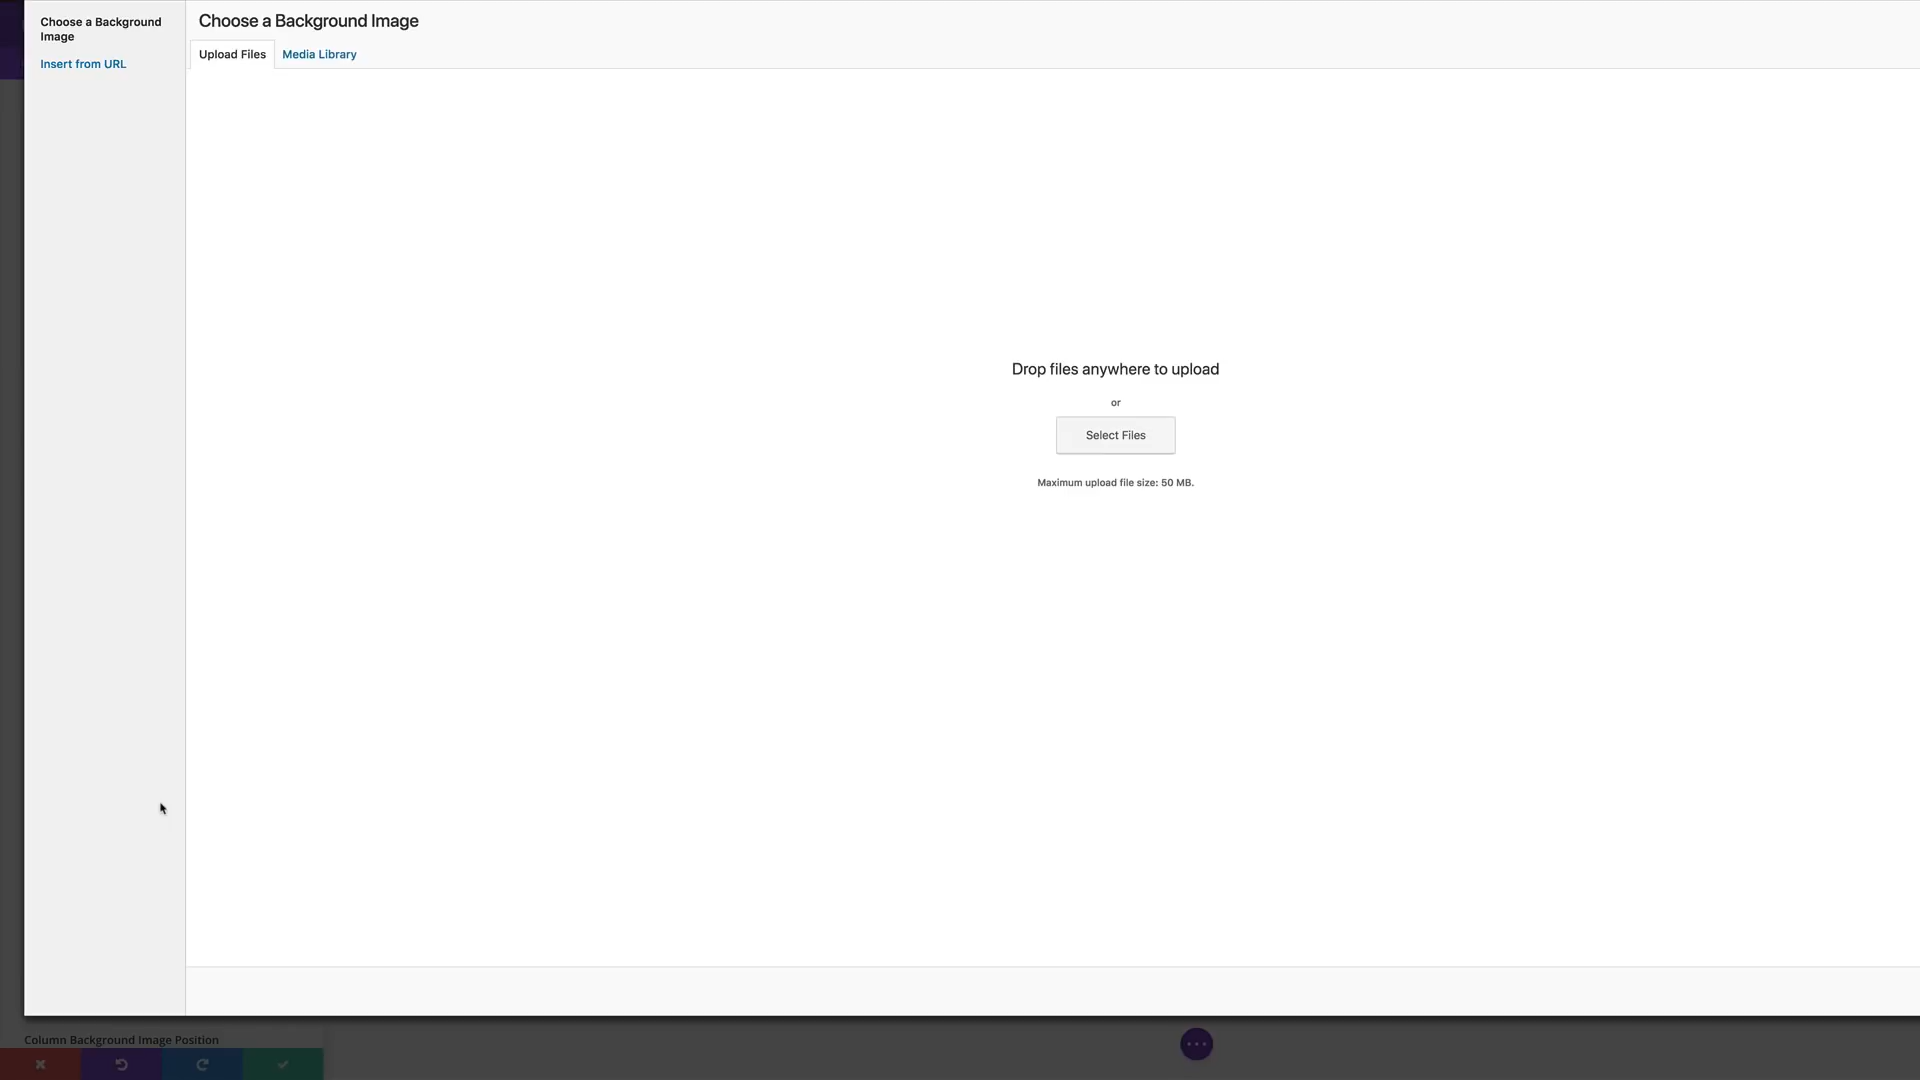 Choose a Background
Image
Insert from URL
Choose a Background Image
Upload Files
Media Library
Drop files anywhere to upload
or
Select Files
Maximum upload file size: 50 MB.
Column Background Image Position